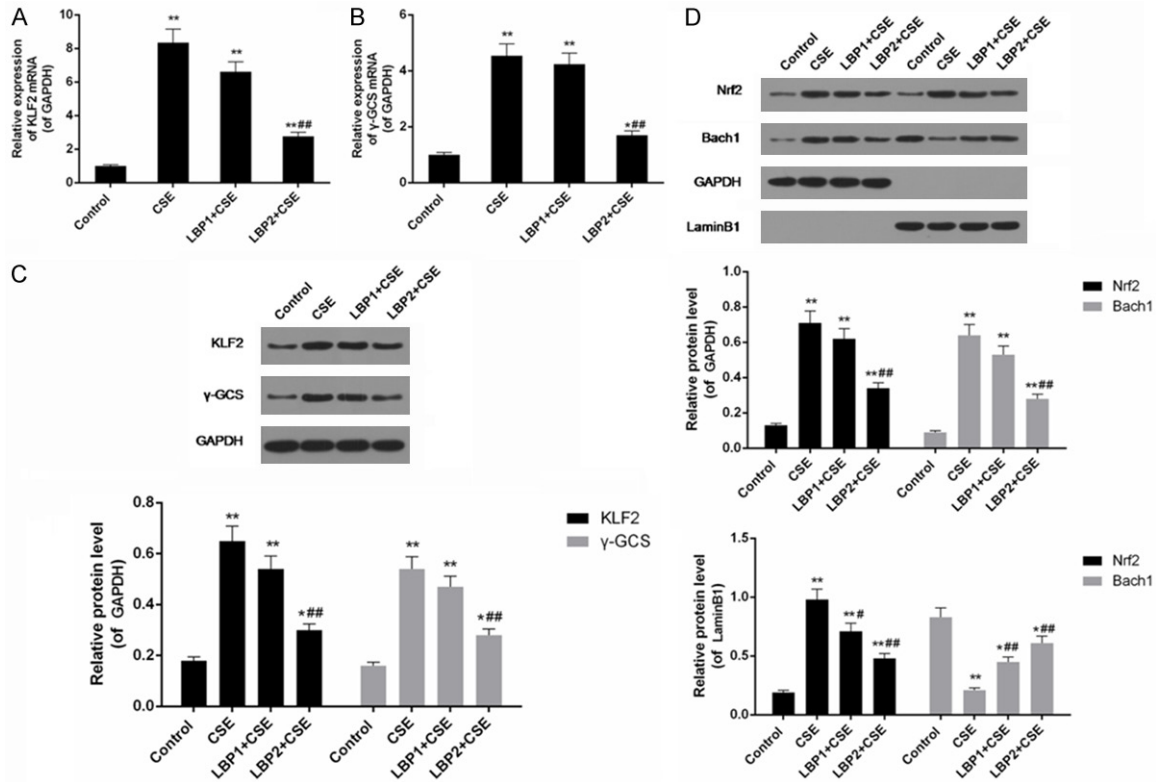 A
Relative expression
of KLF2 mRNA
(of GAPDH)
10
8
6
4
2
0
**
**
**##
Control
CSE
LBP1+CSE
LBP2+CSE
B
Relative expression
of γ-GCS mRNA
(of GAPDH)
6
4
2
0
**
**
*##
Control
CSE
LBP1+CSE
LBP2+CSE
C
Control
CSE
LBP1+CSE
LBP2+CSE
KLF2
γ-GCS
GAPDH
Relative protein level
(of GAPDH)
0.8
0.6
0.4
0.2
0.0
**
**
*##
**
**
*##
Control
CSE
LBP1+CSE
LBP2+CSE
Control
CSE
LBP1+CSE
LBP2+CSE
KLF2
γ-GCS
D
Control
CSE
LBP1+CSE
LBP2+CSE
Control
CSE
LBP1+CSE
LBP2+CSE
Nrf2
Bach1
GAPDH
LaminB1
Relative protein level
(of GAPDH)
1.0
0.8
0.6
0.4
0.2
0.0
**
**
**##
**
**
**##
Control
CSE
LBP1+CSE
LBP2+CSE
Control
CSE
LBP1+CSE
LBP2+CSE
Nrf2
Bach1
Relative protein level
(of LaminB1)
1.5
1.0
0.5
0.0
**
**#
**##
**
*##
*##
Control
CSE
LBP1+CSE
LBP2+CSE
Control
CSE
LBP1+CSE
LBP2+CSE
Nrf2
Bach1